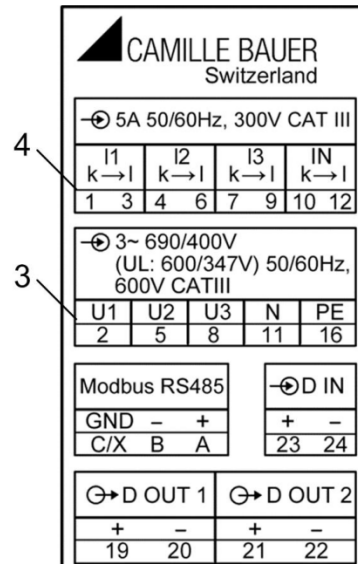 CAMILLE BAUER
Switzerland
5A 50/60Hz, 300V CAT III
4
I1 I2 I3 IN
k→l k→l k→l k→l
1 3 4 6 7 9 10 12
3~ 690/400V
(UL: 600/347V) 50/60Hz,
600V CATIII
3
U1 U2 U3 N PE
2 5 8 11 16
Modbus RS485
GND – +
C/X B A
D IN
+ –
23 24
D OUT 1 D OUT 2
+ – + –
19 20 21 22